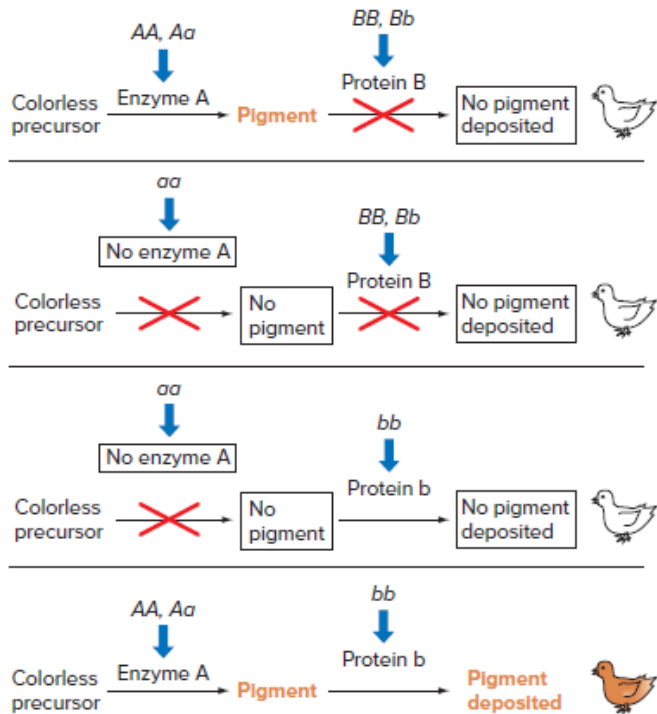 AA, Aa
BB, Bb
Enzyme A
Protein B
Colorless
precursor
Pigment
No pigment
deposited
aa
BB, Bb
No enzyme A
Protein B
Colorless
precursor
No
pigment
No pigment
deposited
aa
bb
No enzyme A
Protein b
Colorless
precursor
No
pigment
No pigment
deposited
AA, Aa
bb
Enzyme A
Protein b
Colorless
precursor
Pigment
Pigment
deposited